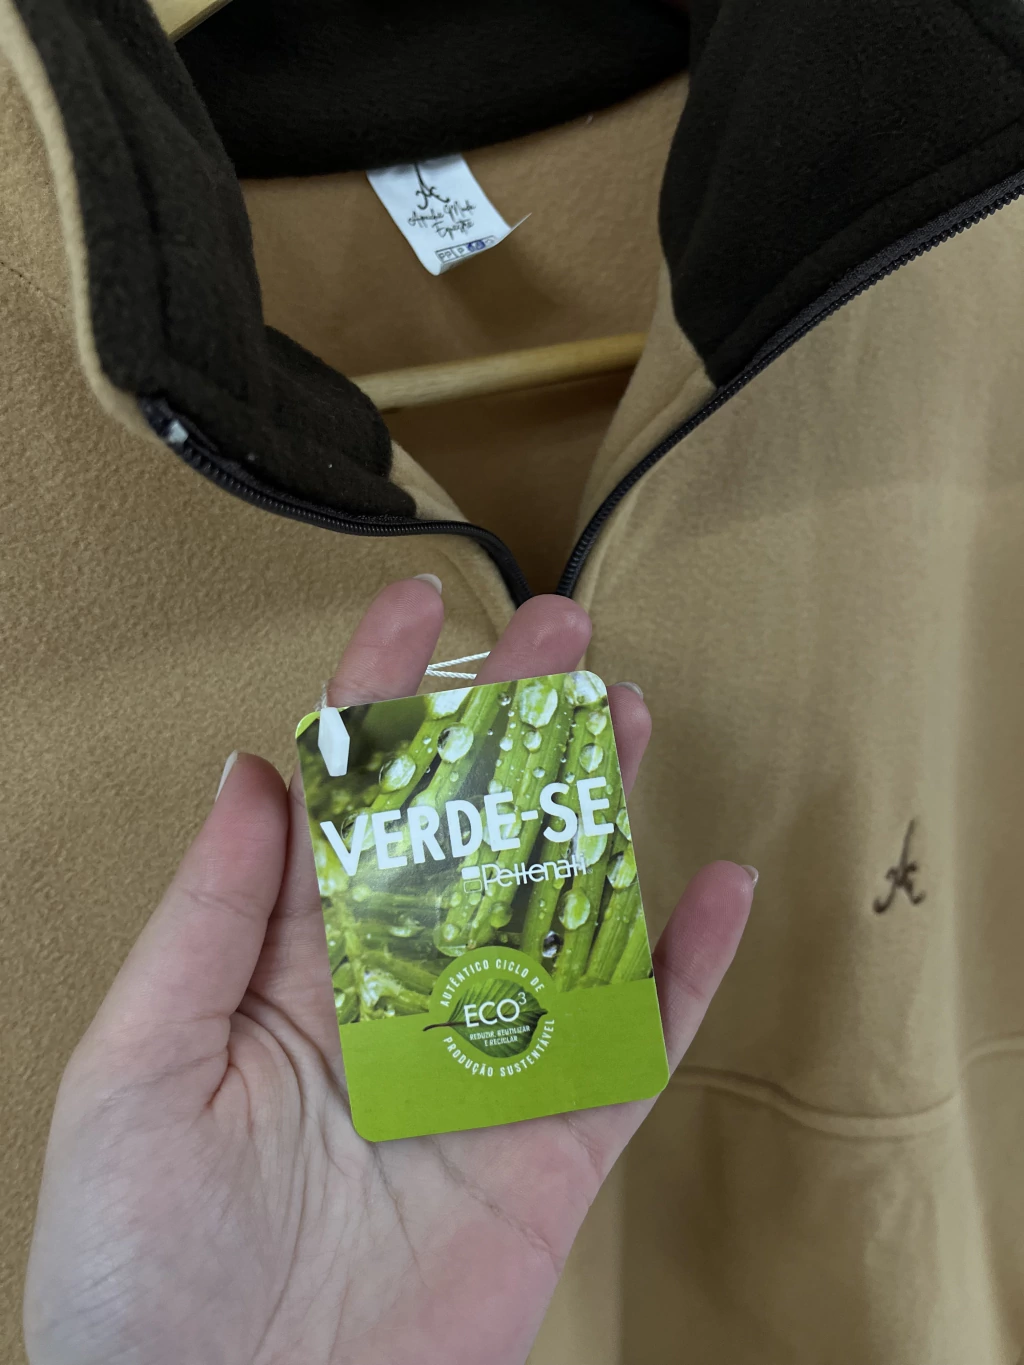 VERDE-SE
Pettenati
AUTÊNTICO CICLO DE
ECO³
REDUZIR, REUTILIZAR
E RECICLAR
PRODUÇÃO SUSTENTÁVEL